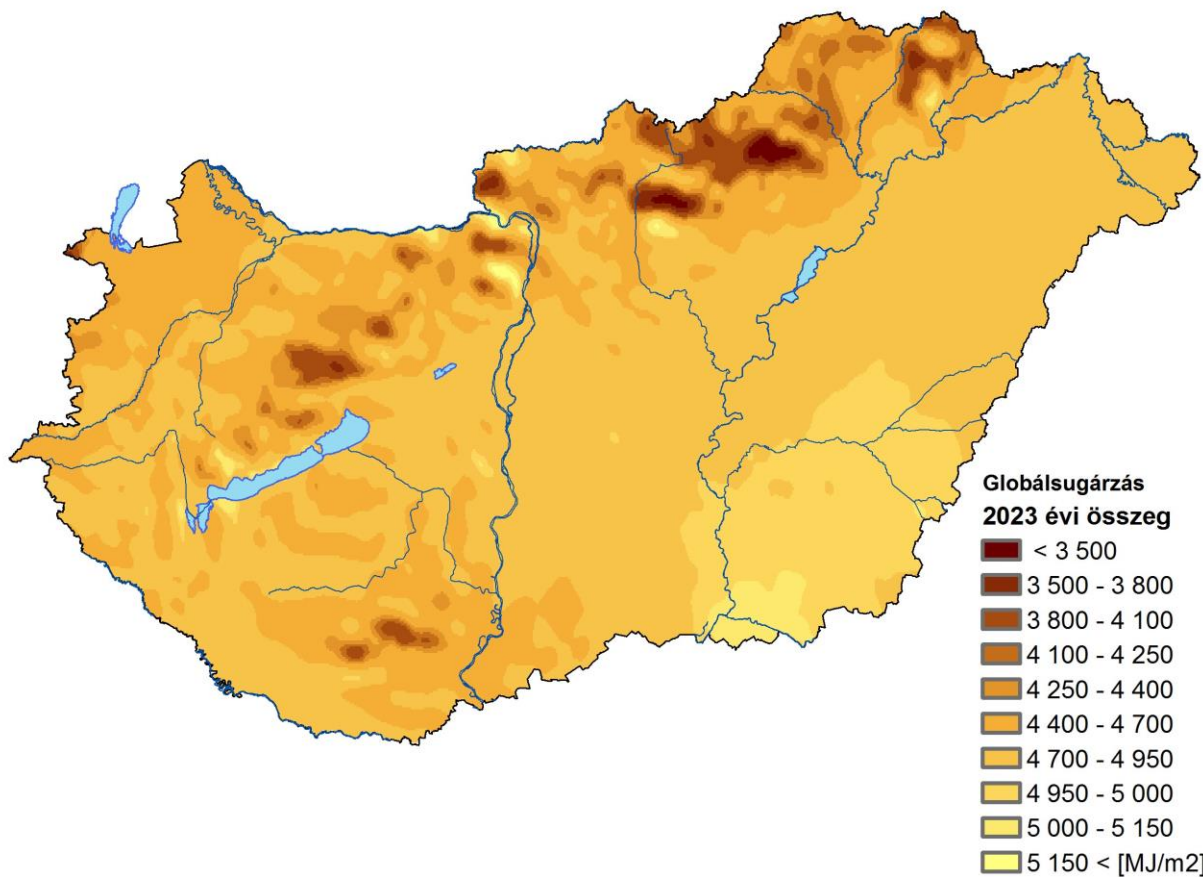 Globálsugárzás
2023 évi összeg
< 3 500
3 500 - 3 800
3 800 - 4 100
4 100 - 4 250
4 250 - 4 400
4 400 - 4 700
4 700 - 4 950
4 950 - 5 000
5 000 - 5 150
5 150 < [MJ/m2]